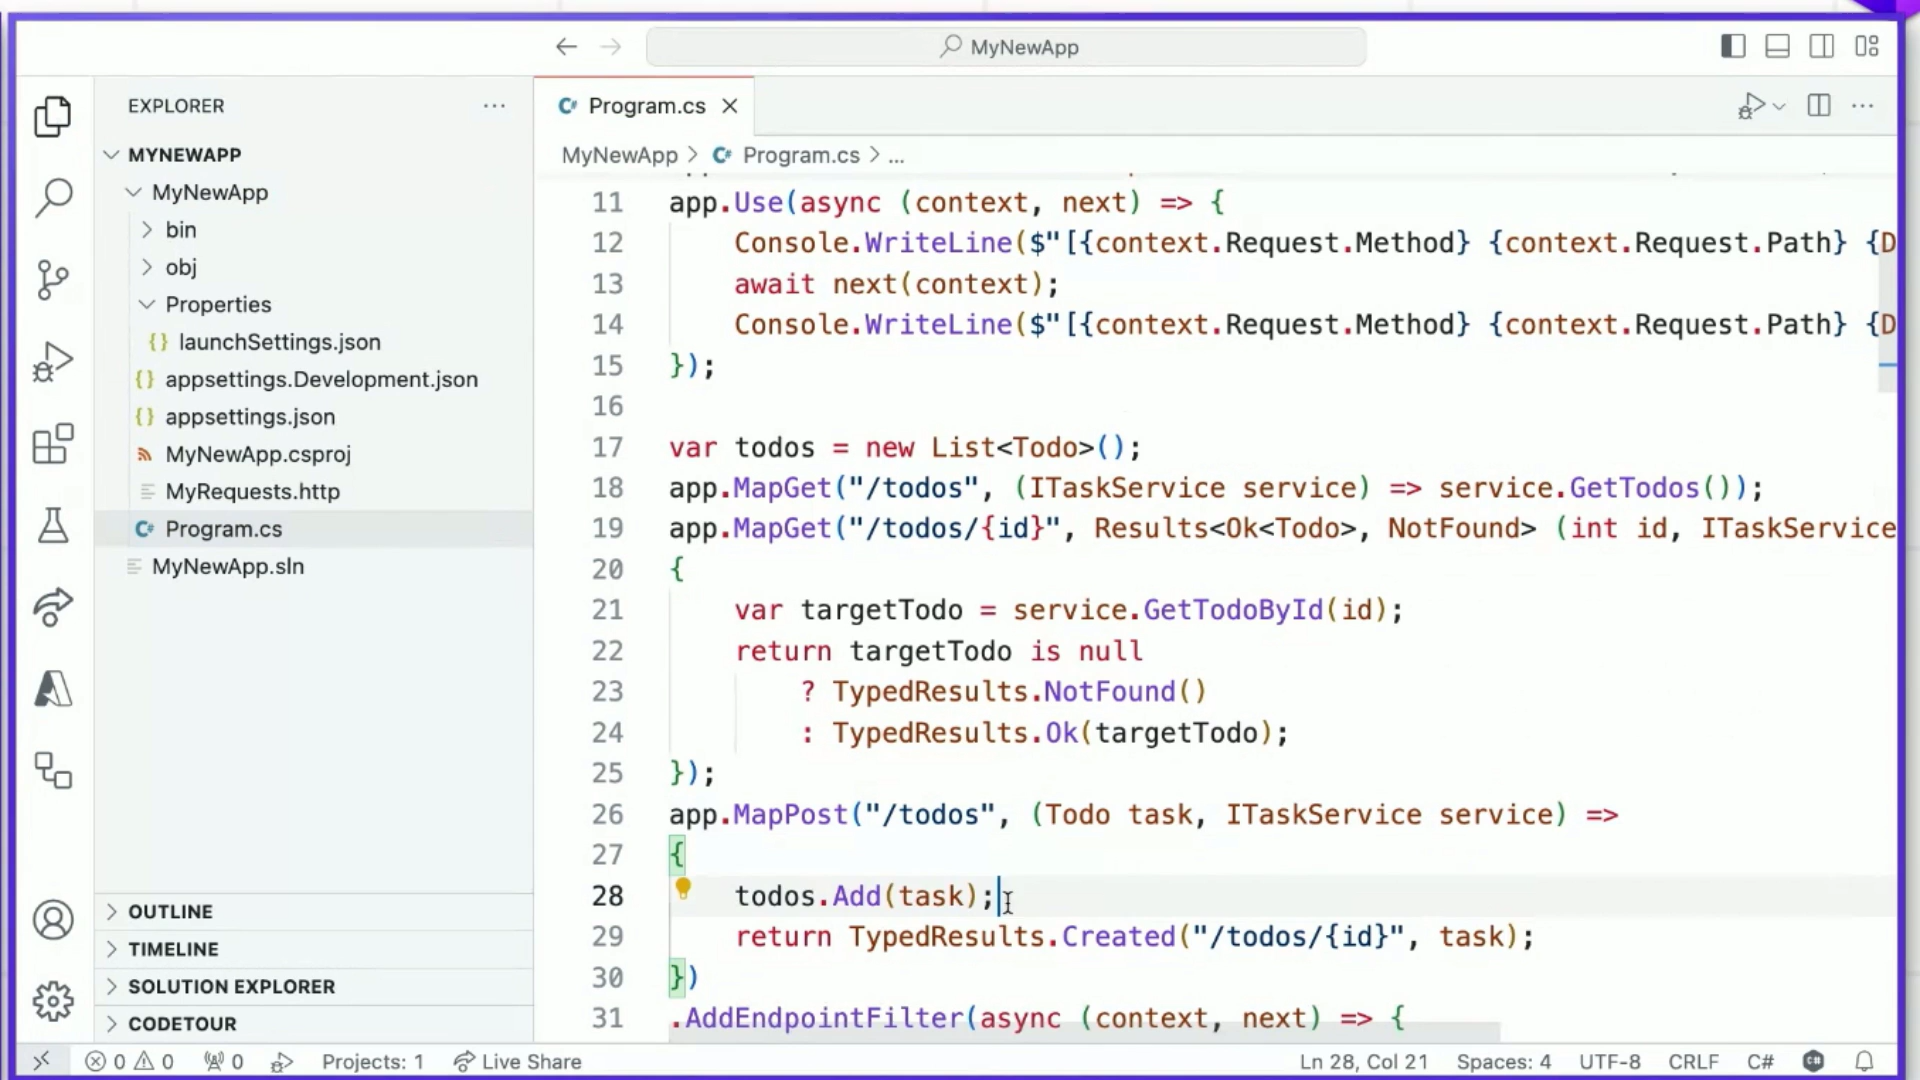 MyNewApp
EXPLORER
MYNEWAPP
MyNewApp
bin
obj
Properties
launchSettings.json
appsettings.Development.json
appsettings.json
MyNewApp.csproj
MyRequests.http
Program.cs
MyNewApp.sln
OUTLINE
TIMELINE
SOLUTION EXPLORER
CODETOUR
Program.cs
MyNewApp > Program.cs > ...
11 app.Use(async (context, next) => {
12 Console.WriteLine($"[{context.Request.Method} {context.Request.Path} {D
13 await next(context);
14 Console.WriteLine($"[{context.Request.Method} {context.Request.Path} {D
15 });
16
17 var todos = new List<Todo>();
18 app.MapGet("/todos", (ITaskService service) => service.GetTodos());
19 app.MapGet("/todos/{id}", Results<Ok<Todo>, NotFound> (int id, ITaskService
20 {
21 var targetTodo = service.GetTodoById(id);
22 return targetTodo is null
23 ? TypedResults.NotFound()
24 : TypedResults.Ok(targetTodo);
25 });
26 app.MapPost("/todos", (Todo task, ITaskService service) =>
27 {
28 todos.Add(task);
29 return TypedResults.Created("/todos/{id}", task);
30 })
31 .AddEndpointFilter(async (context, next) => {
0 0 0 Projects: 1 Live Share Ln 28, Col 21 Spaces: 4 UTF-8 CRLF C#